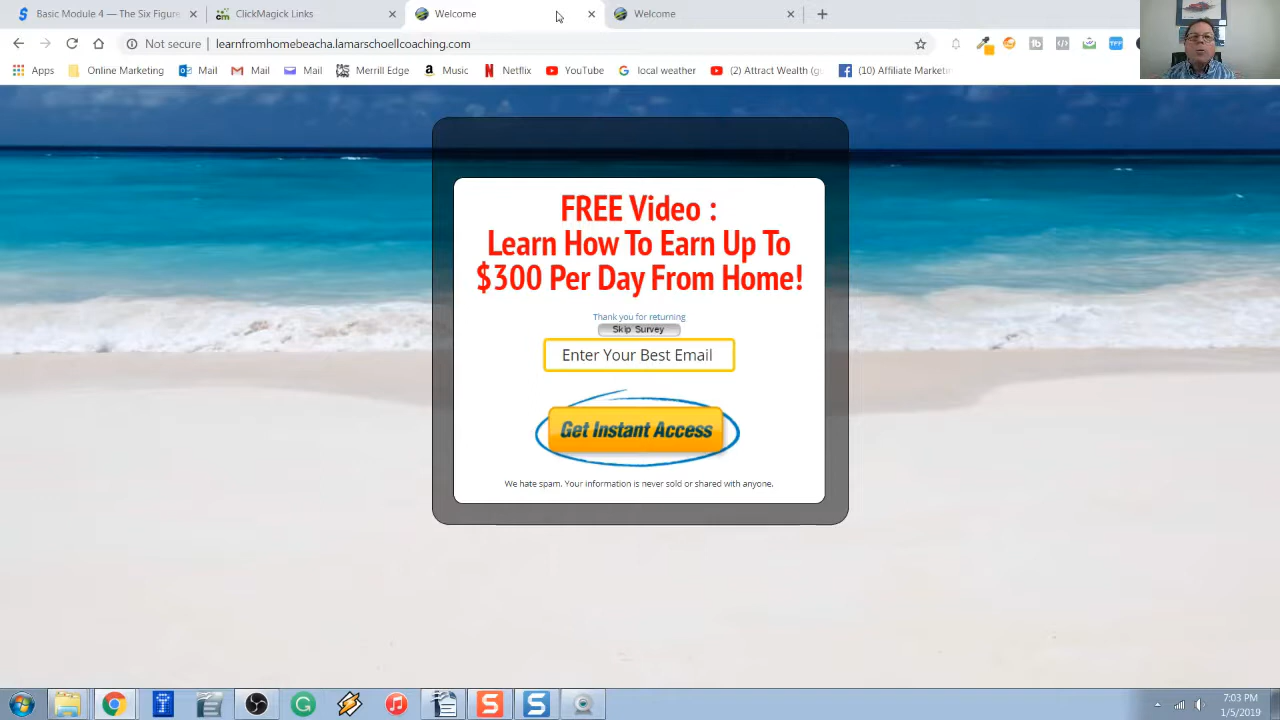 Basic Module 4 — The Six Figure
ClickMagick Links
Welcome
Welcome
Not secure
learnfromhomebeacha.lamarschoellcoaching.com
Apps
Online Marketing
Mail
Mail
Mail
Merrill Edge
Music
Netflix
YouTube
local weather
(2) Attract Wealth (
(10) Affiliate Market
FREE Video :
Learn How To Earn Up To
$300 Per Day From Home!
Thank you for returning
Skip Survey
Enter Your Best Email
Get Instant Access
We hate spam. Your information is never sold or shared with anyone.
7:03 PM
1/5/2019